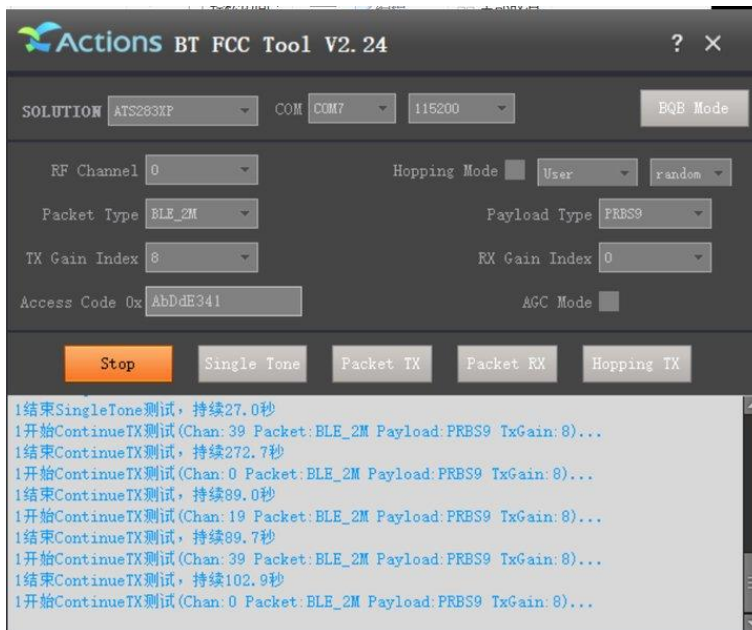 Actions BT FCC Tool V2.24 ? ×
SOLUTION ATS283XP COM COM7 115200 BQB Mode
RF Channel 0 Hopping Mode User random
Packet Type BLE_2M Payload Type PRBS9
TX Gain Index 8 RX Gain Index 0
Access Code 0x AbDdE341 AGC Mode
Stop Single Tone Packet TX Packet RX Hopping TX
1结束SingleTone测试，持续27.0秒
1开始ContinueTX测试(Chan:39 Packet:BLE_2M Payload:PRBS9 TxGain:8)...
1结束ContinueTX测试，持续272.7秒
1开始ContinueTX测试(Chan:0 Packet:BLE_2M Payload:PRBS9 TxGain:8)...
1结束ContinueTX测试，持续89.0秒
1开始ContinueTX测试(Chan:19 Packet:BLE_2M Payload:PRBS9 TxGain:8)...
1结束ContinueTX测试，持续89.7秒
1开始ContinueTX测试(Chan:39 Packet:BLE_2M Payload:PRBS9 TxGain:8)...
1结束ContinueTX测试，持续102.9秒
1开始ContinueTX测试(Chan:0 Packet:BLE_2M Payload:PRBS9 TxGain:8)...